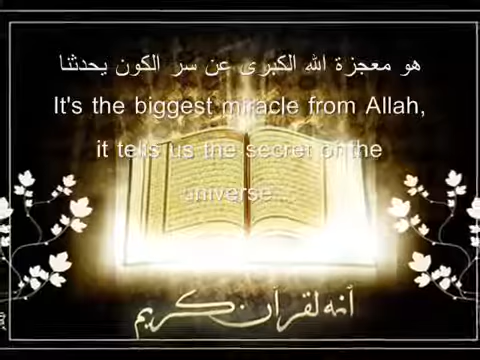 هو معجزة الله الكبرى عن سر الكون يحدثنا
It's the biggest miracle from Allah,
it tells us the secret of the
universe...
انه لقرآن كريم